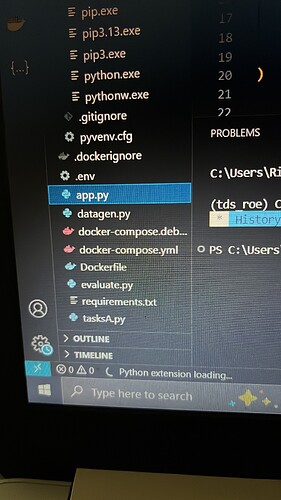 pip.exe
pip3.13.exe
pip3.exe
python.exe
pythonw.exe
.gitignore
pyvenv.cfg
.dockerignore
.env
app.py
datagen.py
docker-compose.deb...
docker-compose.yml
Dockerfile
evaluate.py
requirements.txt
tasksA.py
OUTLINE
TIMELINE
0 0 Python extension loading...
Type here to search
17
18
19
20 )
21
22
PROBLEMS
C:\Users\Ri
(tds roe) C
* History
PS C:\Users\